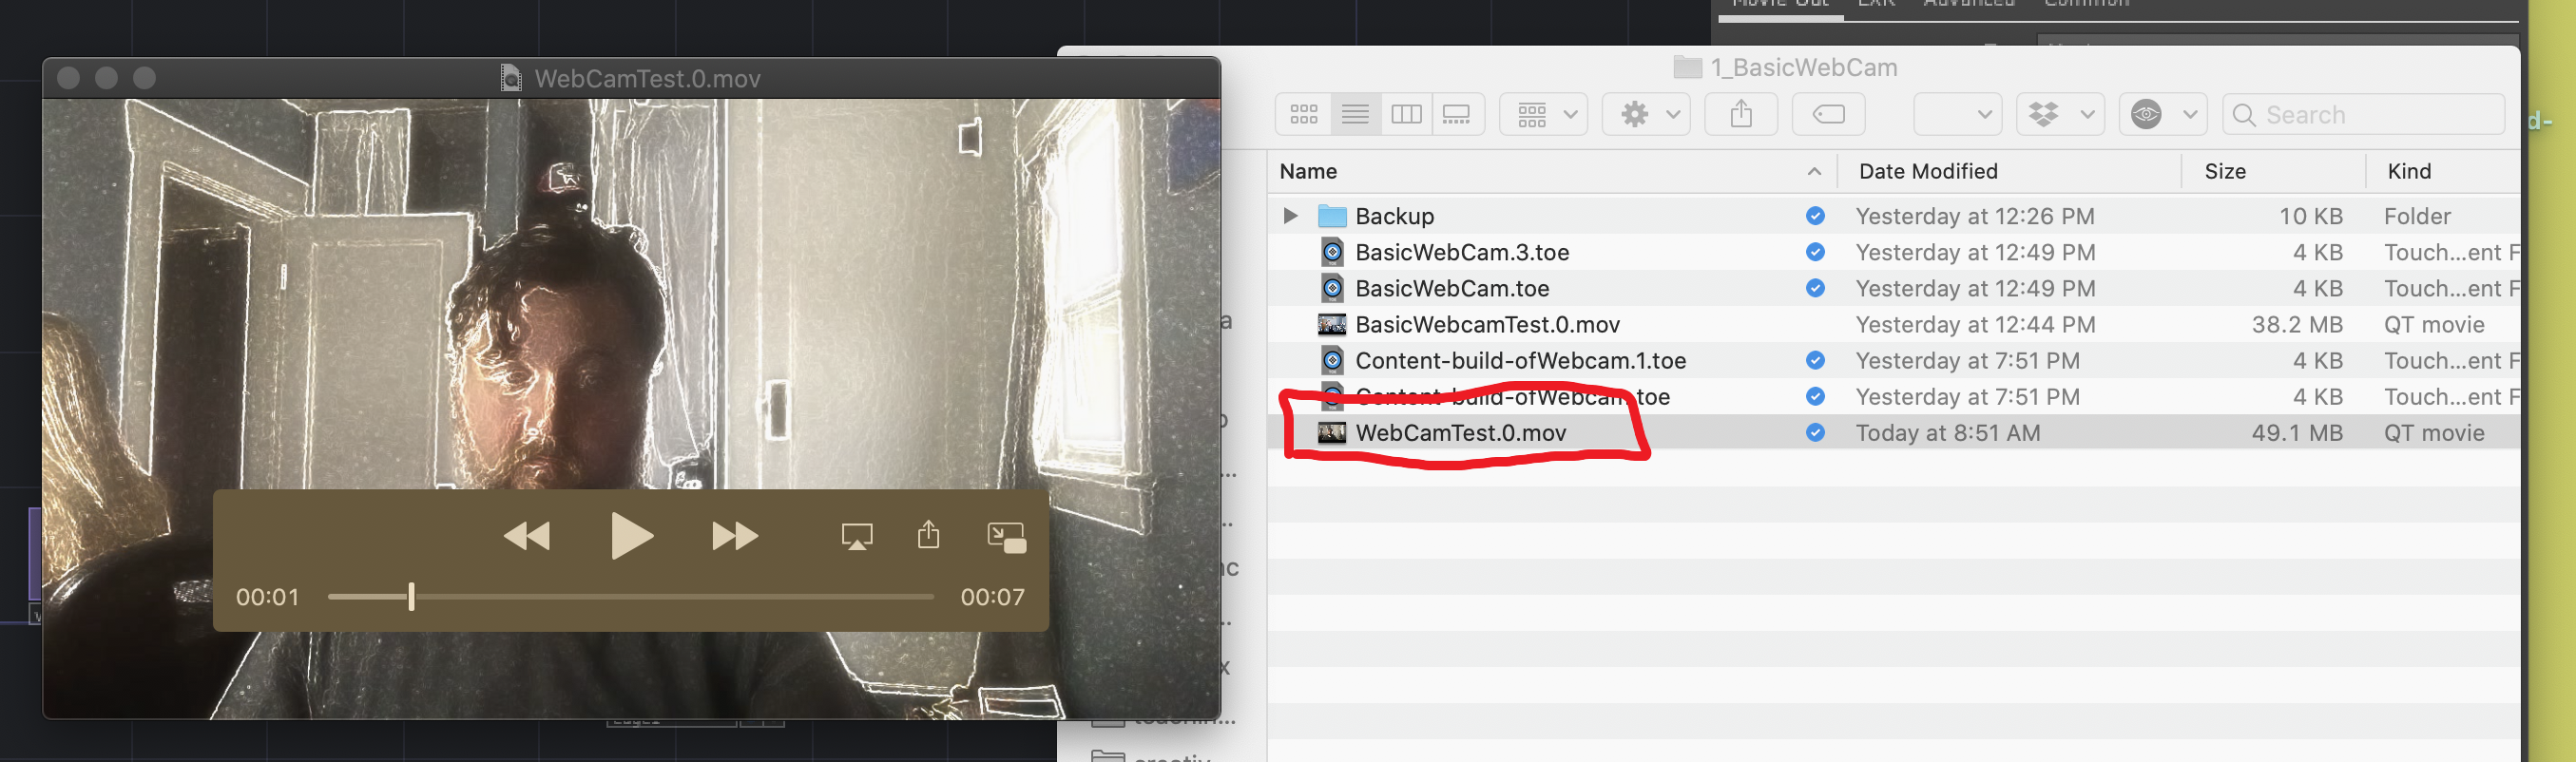 Movie Out EXR Advanced Common
WebCamTest.0.mov
00:01
00:07
1_BasicWebCam
Search
d-
Name Date Modified Size Kind
Backup Yesterday at 12:26 PM 10 KB Folder
BasicWebCam.3.toe Yesterday at 12:49 PM 4 KB Touch...ent F
BasicWebCam.toe Yesterday at 12:49 PM 4 KB Touch...ent F
BasicWebcamTest.0.mov Yesterday at 12:44 PM 38.2 MB QT movie
Content-build-ofWebcam.1.toe Yesterday at 7:51 PM 4 KB Touch...ent F
Content-build-ofWebcam.toe Yesterday at 7:51 PM 4 KB Touch...ent F
WebCamTest.0.mov Today at 8:51 AM 49.1 MB QT movie